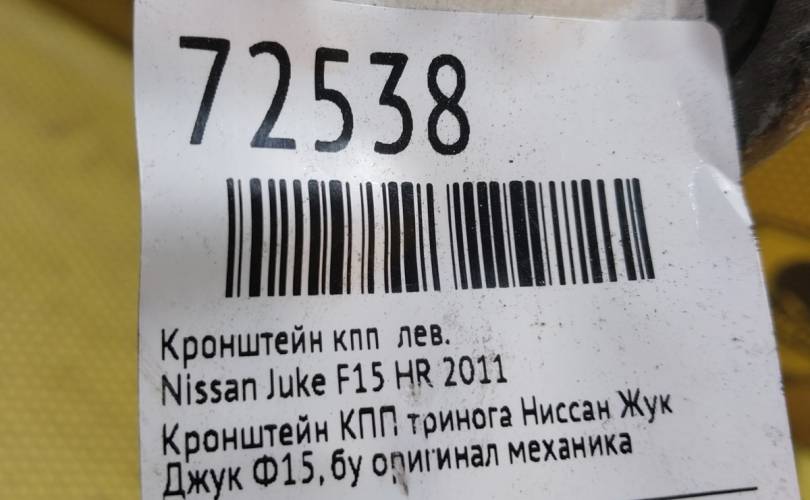 72538
Кронштейн кпп лев.
Nissan Juke F15 HR 2011
Кронштейн КПП тринога Ниссан Жук
Джук Ф15, бу оригинал механика